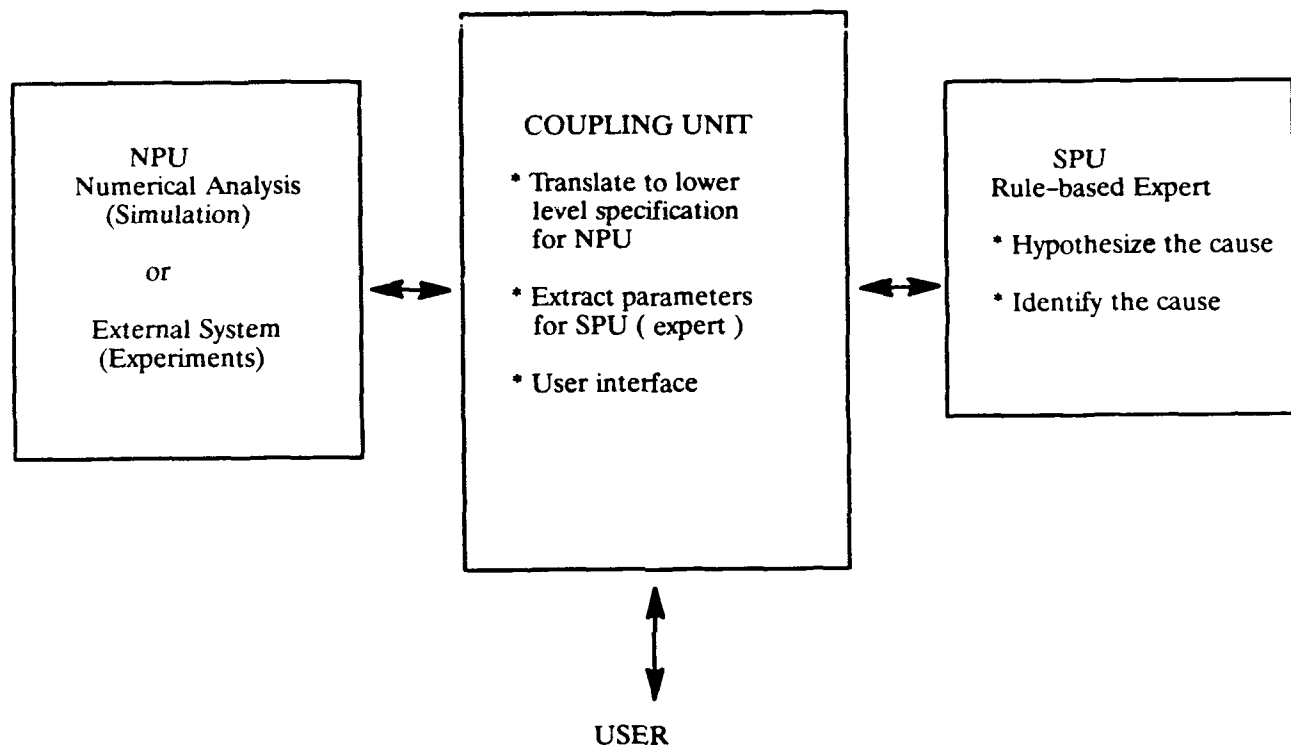 NPU
Numerical Analysis
(Simulation)
or
External System
(Experiments)
COUPLING UNIT
* Translate to lower
level specification
for NPU
* Extract parameters
for SPU ( expert )
* User interface
SPU
Rule-based Expert
* Hypothesize the cause
* Identify the cause
USER